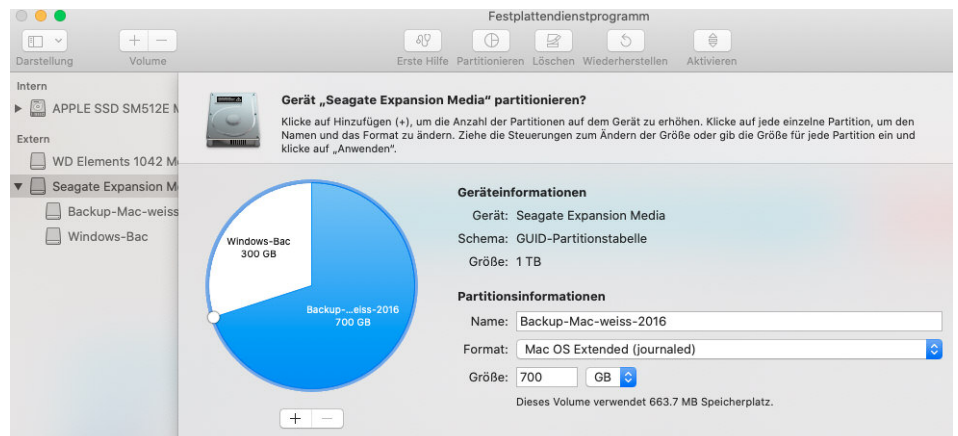 Festplattendienstprogramm
Darstellung
Volume
Erste Hilfe
Partitionieren
Löschen
Wiederherstellen
Aktivieren
Intern
APPLE SSD SM512E
Extern
WD Elements 1042
Seagate Expansion
Backup-Mac-weiss
Windows-Bac
Gerät „Seagate Expansion Media“ partitionieren?
Klicke auf Hinzufügen (+), um die Anzahl der Partitionen auf dem Gerät zu erhöhen. Klicke auf jede einzelne Partition, um den
Namen und das Format zu ändern. Ziehe die Steuerungen zum Ändern der Größe oder gib die Größe für jede Partition ein und
klicke auf „Anwenden“.
Windows-Bac
300 GB
Backup-...eiss-2016
700 GB
Geräteinformationen
Gerät: Seagate Expansion Media
Schema: GUID-Partitionstabelle
Größe: 1 TB
Partitionsinformationen
Name: Backup-Mac-weiss-2016
Format: Mac OS Extended (journaled)
Größe: 700 GB
Dieses Volume verwendet 663.7 MB Speicherplatz.